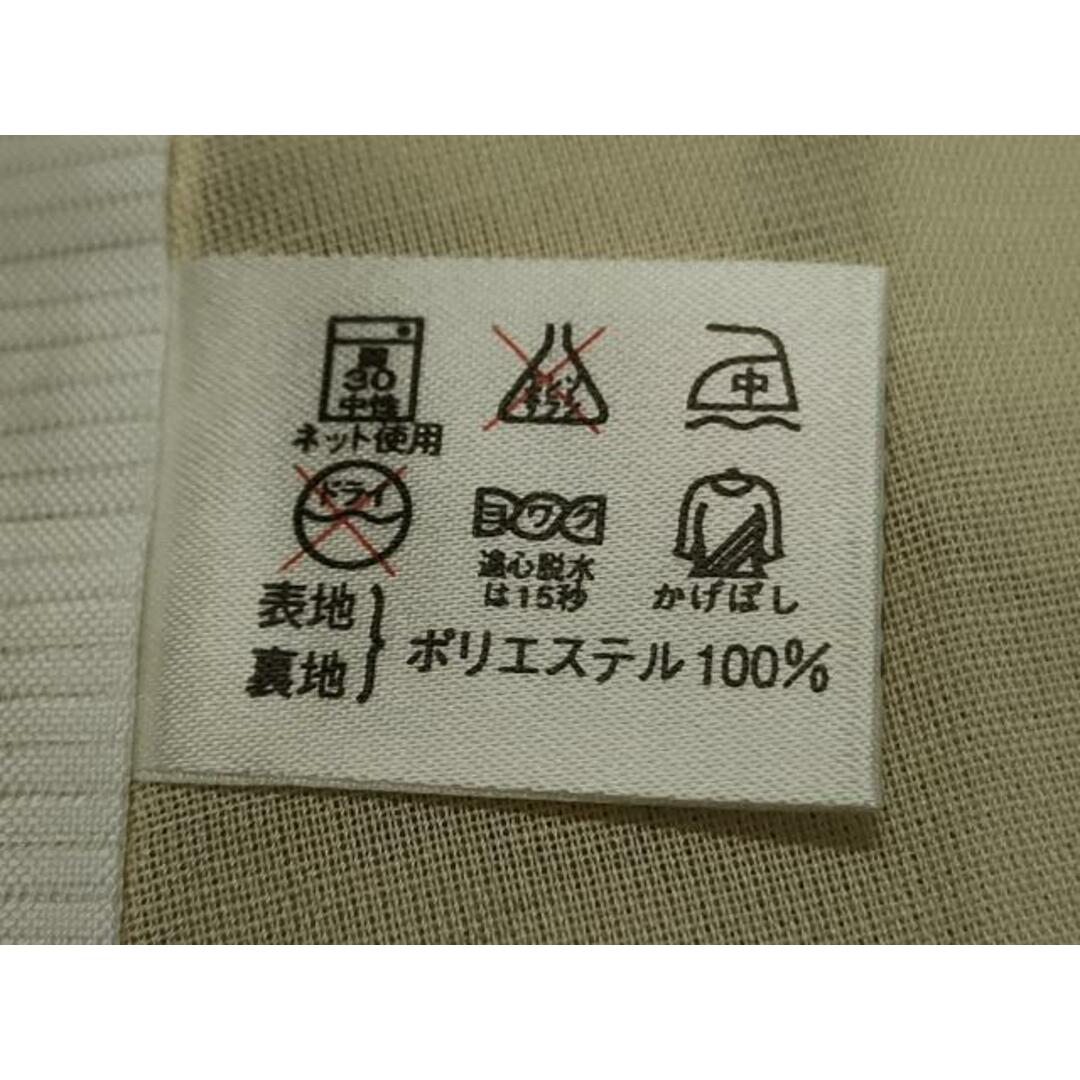 弱
30
中性
ネット使用
エンソ
サラシ
中
ドライ
ヨワク
遠心脱水
は15秒
かげぼし
表地
裏地
ポリエステル100%